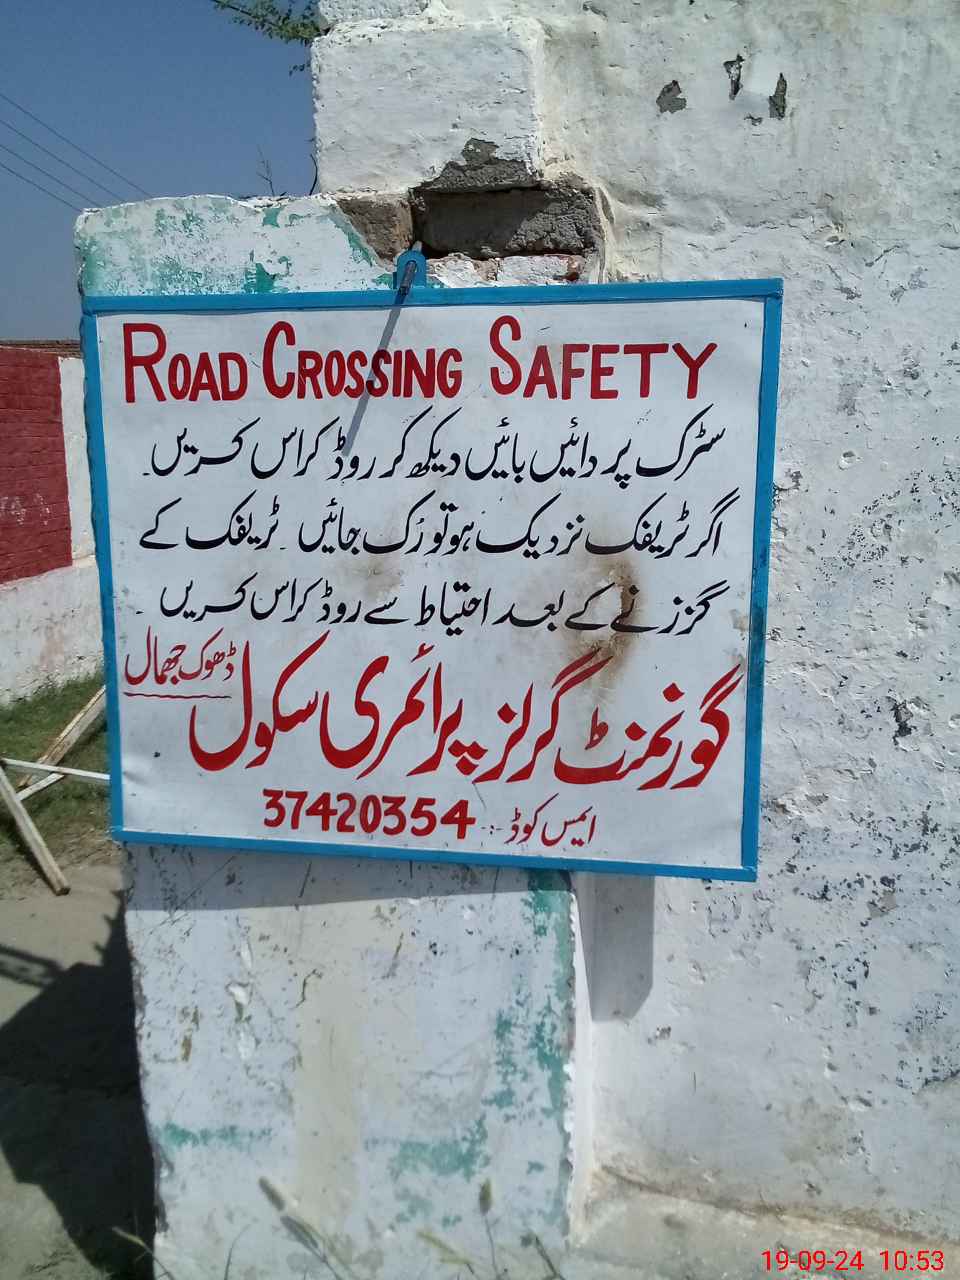 ROAD CROSSING SAFETY
سڑک پر دائیں بائیں دیکھ کر روڈ کراس کریں۔
اگر ٹریفک نزدیک ہو تو رُک جائیں ۔ ٹریفک کے
گزرنے کے بعد احتیاط سے روڈ کراس کریں ۔
گورنمنٹ گرلز پرائمری سکول ڈھوک جھمال
ایمس کوڈ :- 37420354
19-09-24 10:53